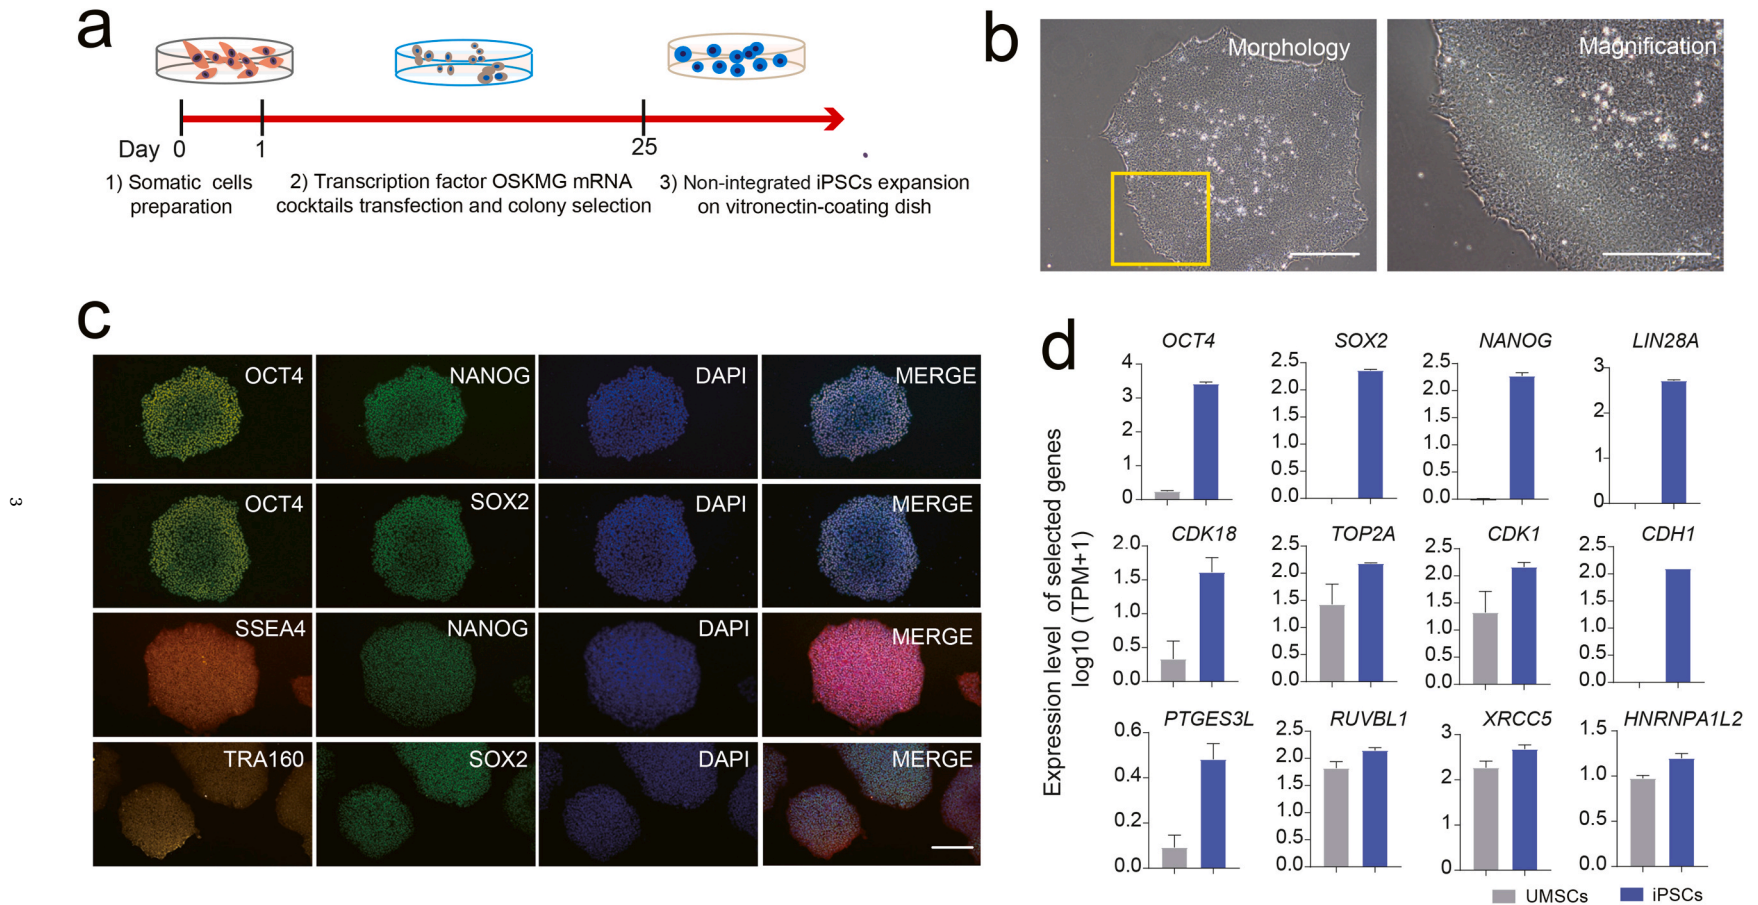 a
Day 0 1 25
1) Somatic cells
preparation
2) Transcription factor OSKMG mRNA
cocktails transfection and colony selection
3) Non-integrated iPSCs expansion
on vitronectin-coating dish
b
Morphology
Magnification
c
OCT4 NANOG DAPI MERGE
OCT4 SOX2 DAPI MERGE
SSEA4 NANOG DAPI MERGE
TRA160 SOX2 DAPI MERGE
3
d
Expression level of selected genes
log10 (TPM+1)
OCT4
4
3
2
1
0
SOX2
2.5
2.0
1.5
1.0
0.5
0.0
NANOG
2.5
2.0
1.5
1.0
0.5
0.0
LIN28A
3
2
1
0
CDK18
2.0
1.5
1.0
0.5
0.0
TOP2A
2.5
2.0
1.5
1.0
0.5
0.0
CDK1
2.5
2.0
1.5
1.0
0.5
0.0
CDH1
2.5
2.0
1.5
1.0
0.5
0.0
PTGES3L
0.6
0.4
0.2
0.0
RUVBL1
2.5
2.0
1.5
1.0
0.5
0.0
XRCC5
3
2
1
0
HNRNPA1L2
1.5
1.0
0.5
0.0
UMSCs iPSCs